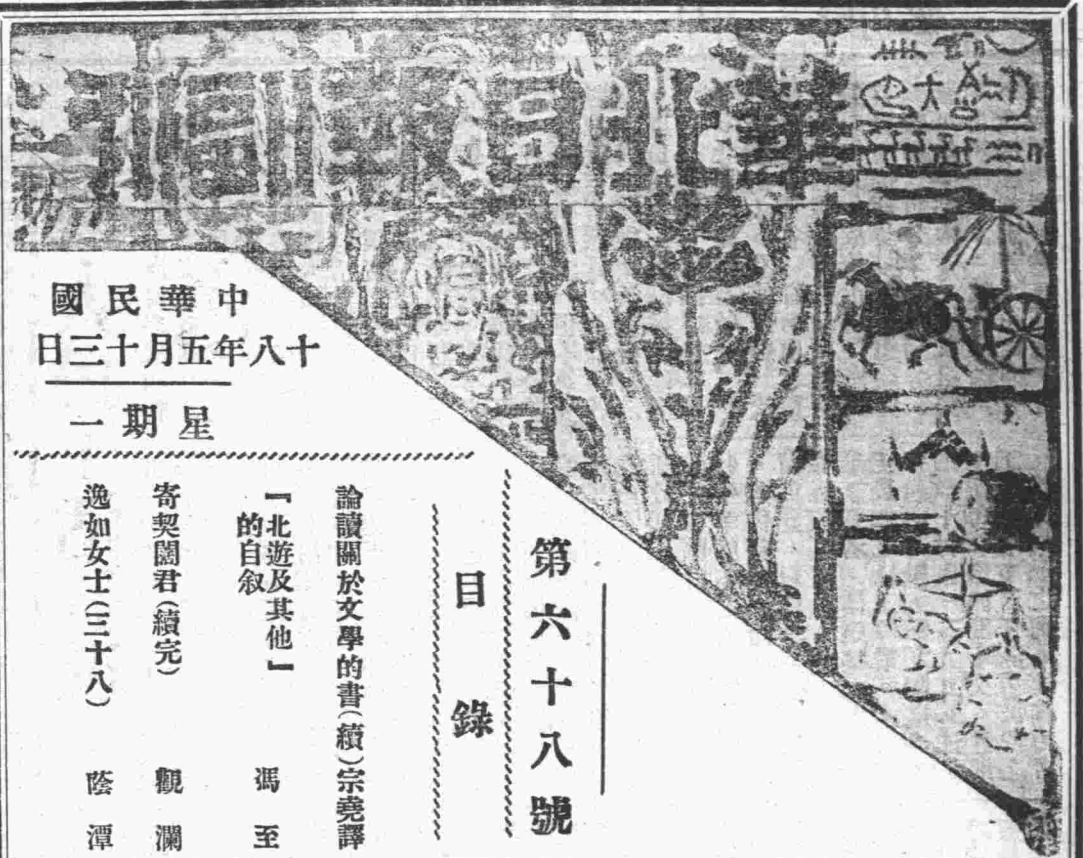 華北日報副刊
中華民國
十八年五月十三日
星期一
第六十八號
目錄
論讀關於文學的書(續)宗堯譯
『北遊及其他』
的自叙 馮至
寄契闊君(續完) 觀瀾
逸如女士(三十八) 蔭潭